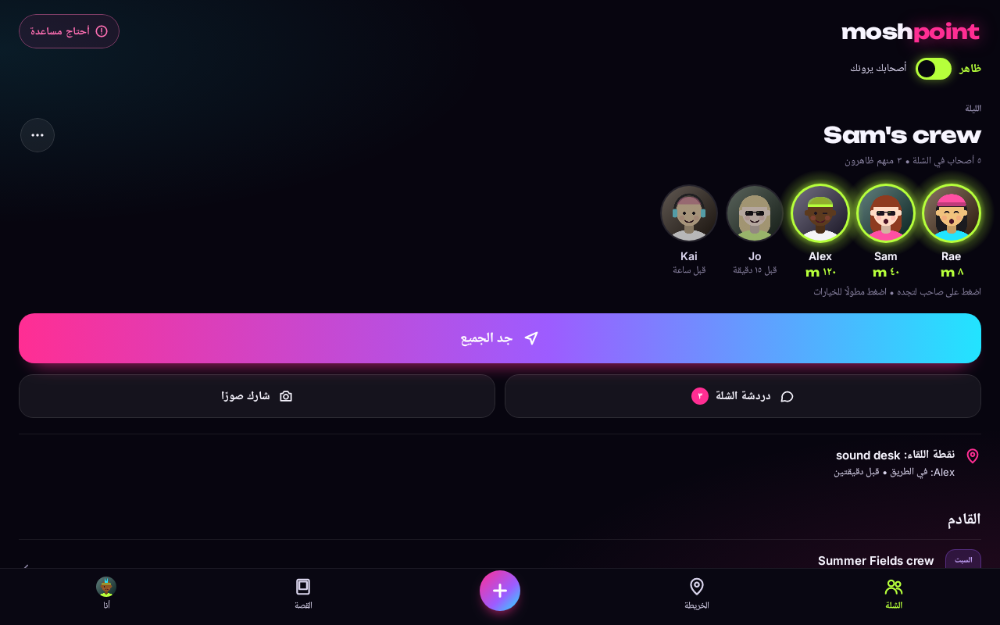 moshpoint
أحتاج مساعدة
ظاهر
أصحابك يرونك
الليلة
Sam's crew
٥ أصحاب في الشلة • ٣ منهم ظاهرون
Rae
Sam
Alex
Jo
Kai
٨ m
٤٠ m
١٢٠ m
قبل ١٥ دقيقة
قبل ساعة
اضغط على صاحب لتجده • اضغط مطولًا للخيارات
جد الجميع
دردشة الشلة ٣
شارك صورًا
نقطة اللقاء: sound desk
Alex: في الطريق • قبل دقيقتين
القادم
السبت
Summer Fields crew
الشلة
الخريطة
القصة
أنا